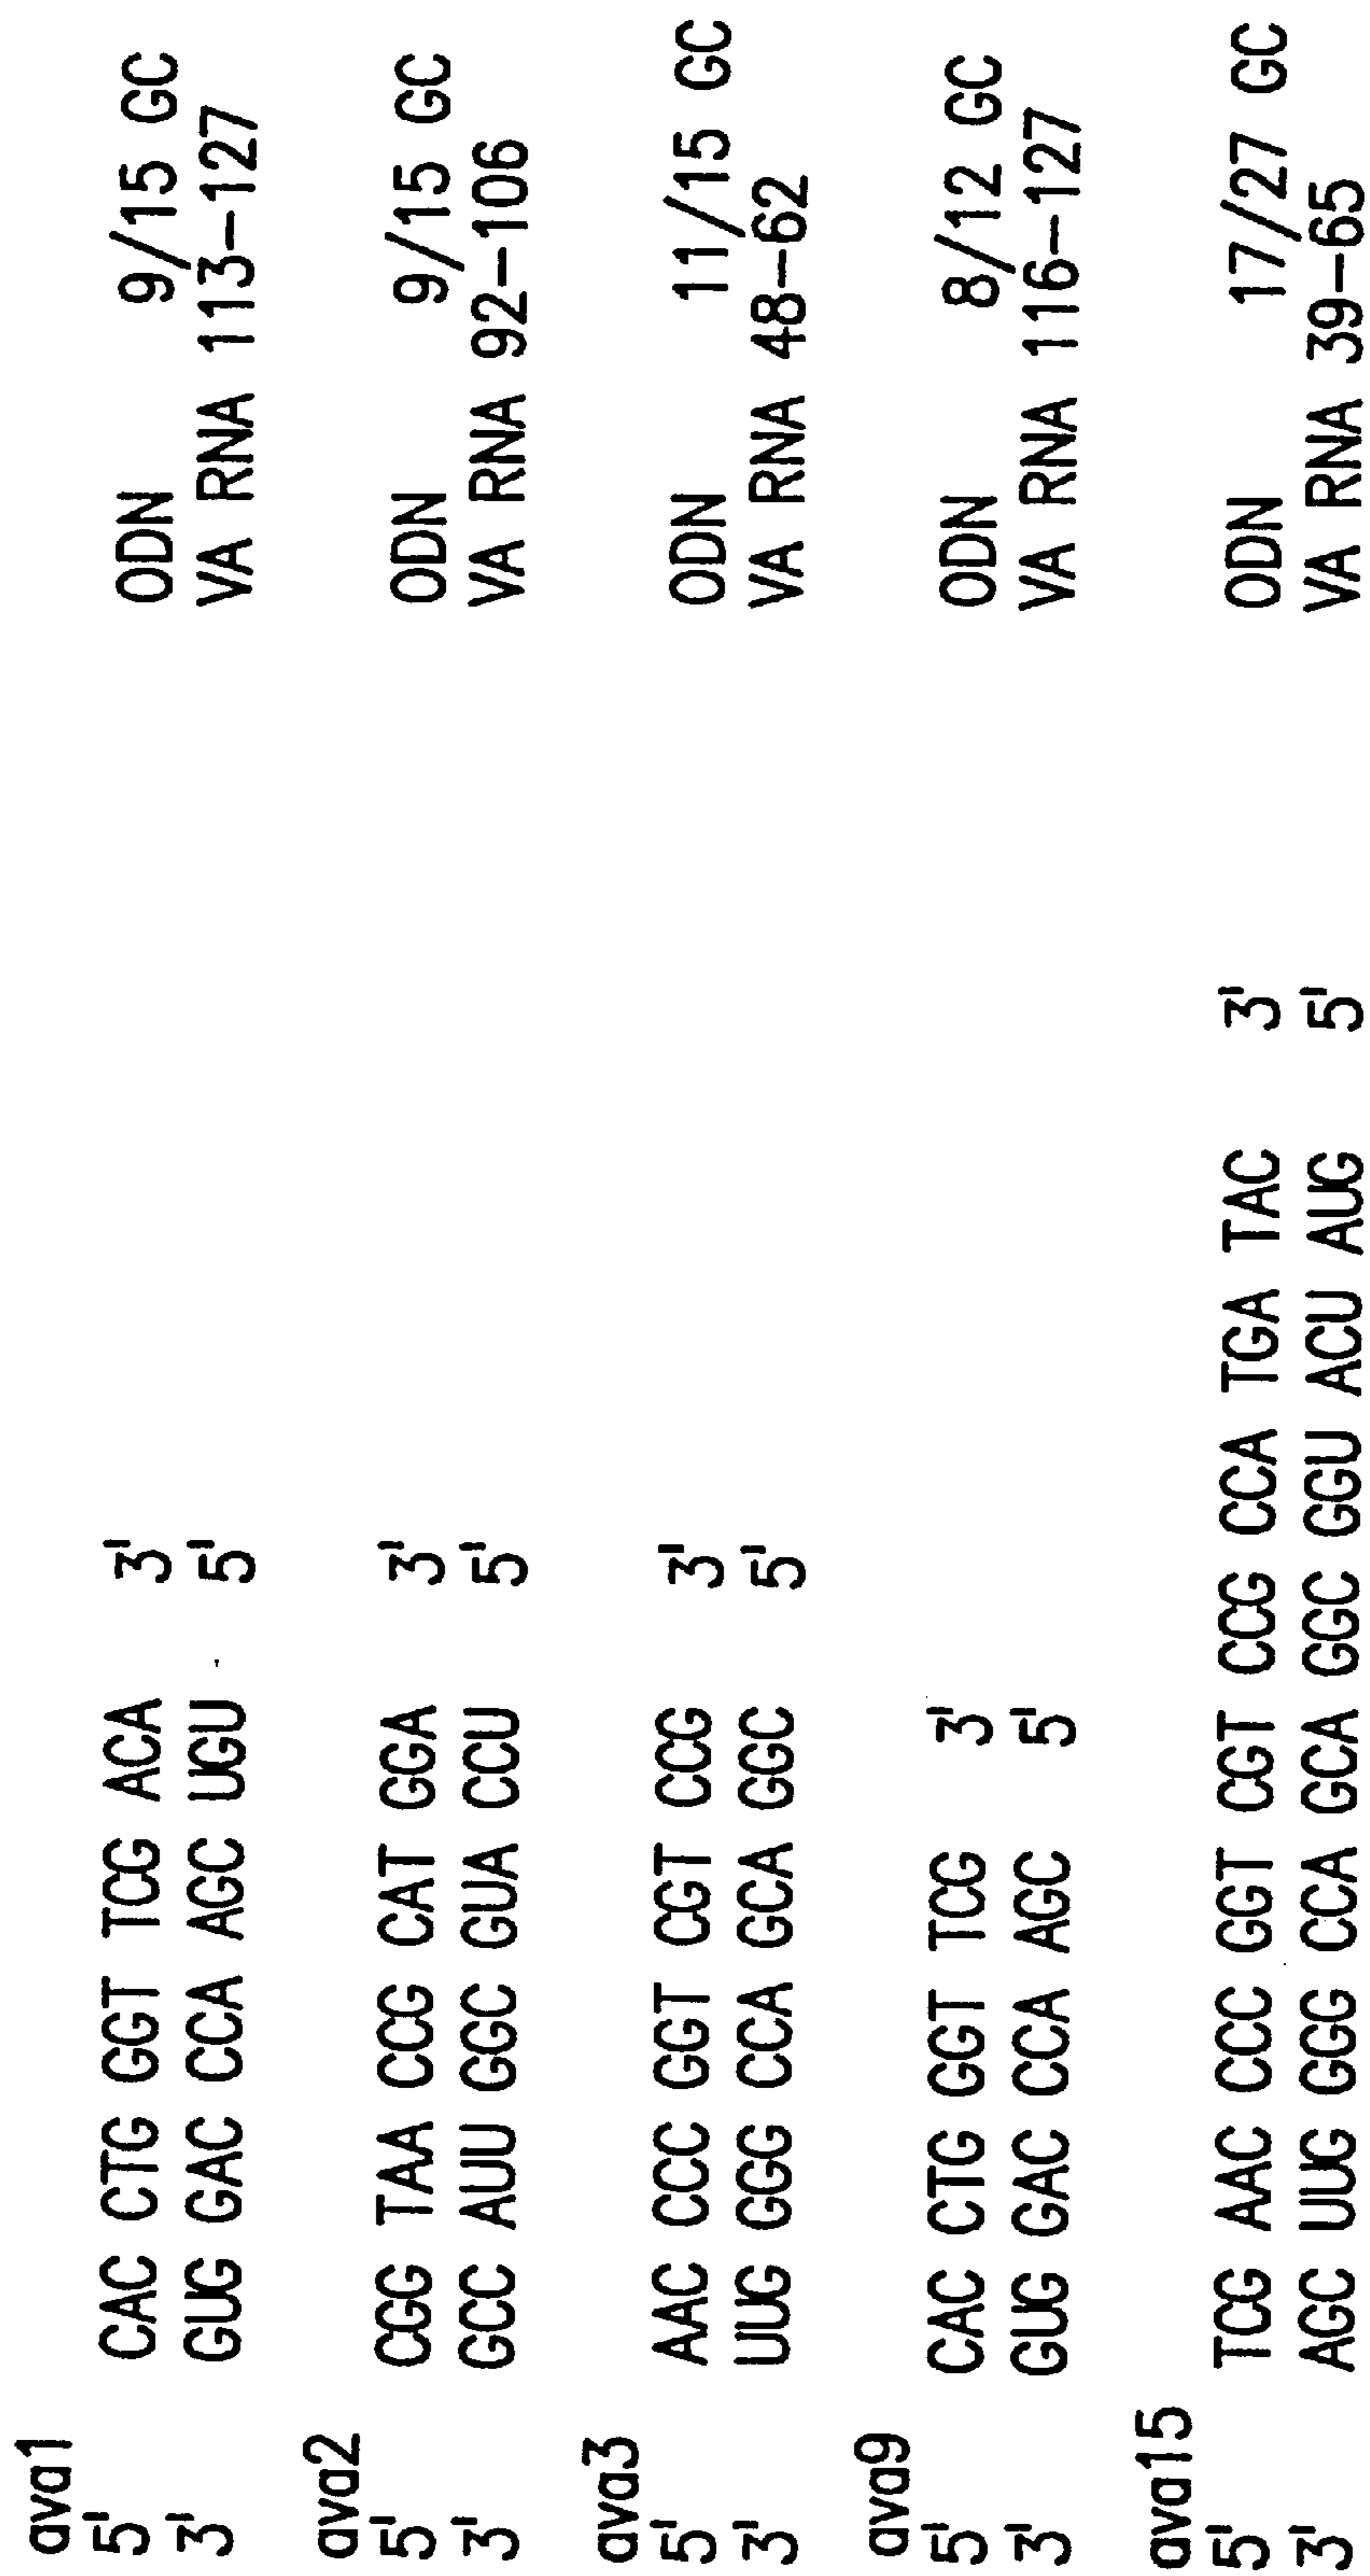 ava1
5' CAC CTG GGT TCG ACA 3' ODN 9/15 GC
3' GUG GAC CCA AGC UGU 5' VA RNA 113-127
ava2
5' CGG TAA CCG CAT GGA 3' ODN 9/15 GC
3' GCC AUU GGC GUA CCU 5' VA RNA 92-106
ava3
5' AAC CCC GGT CGT CCG 3' ODN 11/15 GC
3' UUG GGG CCA GCA GGC 5' VA RNA 48-62
ava9
5' CAC CTG GGT TCG 3' ODN 8/12 GC
3' GUG GAC CCA AGC 5' VA RNA 116-127
ava15
5' TCG AAC CCC GGT CGT CCG CCA TGA TAC 3' ODN 17/27 GC
3' AGC UUG GGG CCA GCA GGC GGU ACU AUG 5' VA RNA 39-65